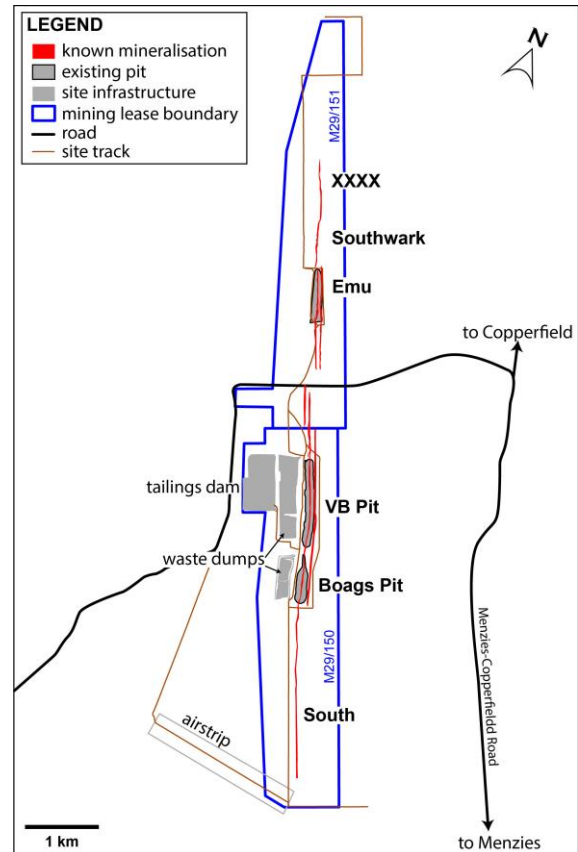 LEGEND
known mineralisation
existing pit
site infrastructure
mining lease boundary
road
site track
N
M29/151
XXXX
Southwark
Emu
to Copperfield
tailings dam
VB Pit
waste dumps
Boags Pit
M29/150
Menzies-Copperfieldd Road
South
airstrip
1 km
to Menzies